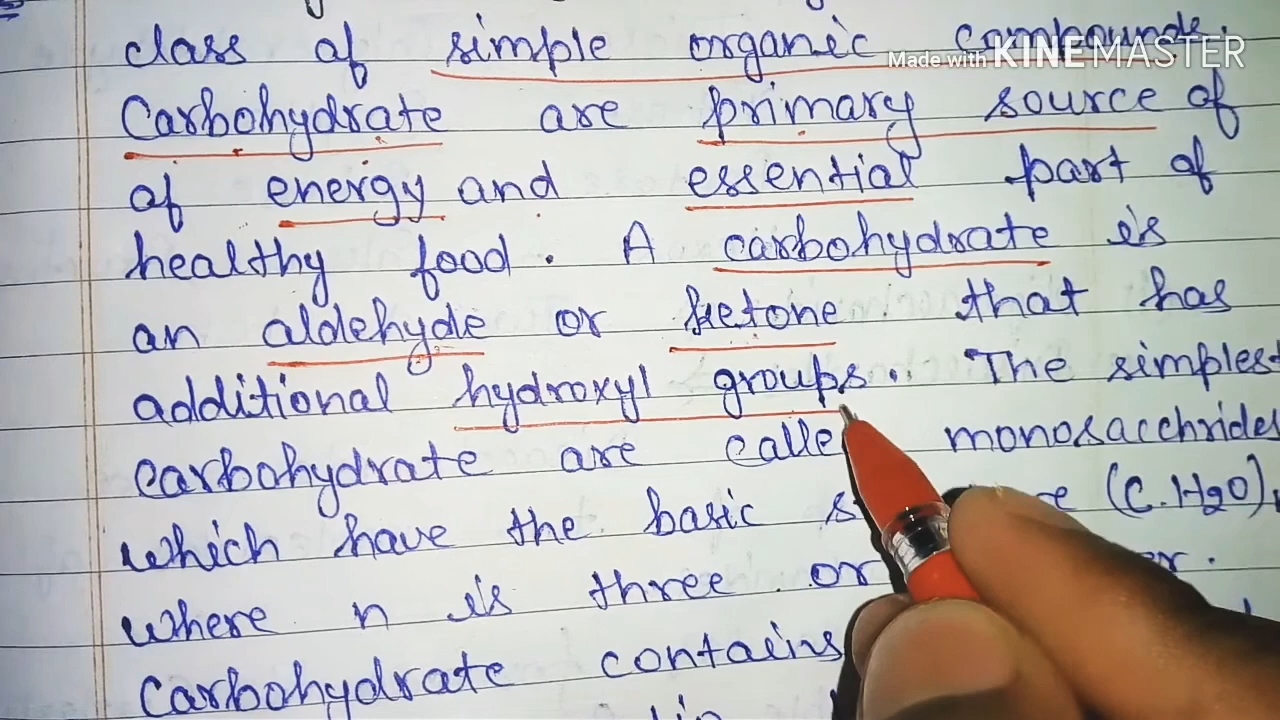 class of simple organic compounds.
Made with KINEMASTER
Carbohydrate are primary source of
of energy and essential part of
healthy food. A carbohydrate is
an aldehyde or ketone that has
additional hydroxyl groups. The simplest
carbohydrate are calle monosacchrides
which have the basic (C.H2O)
where n is three or
Carbohydrate contains